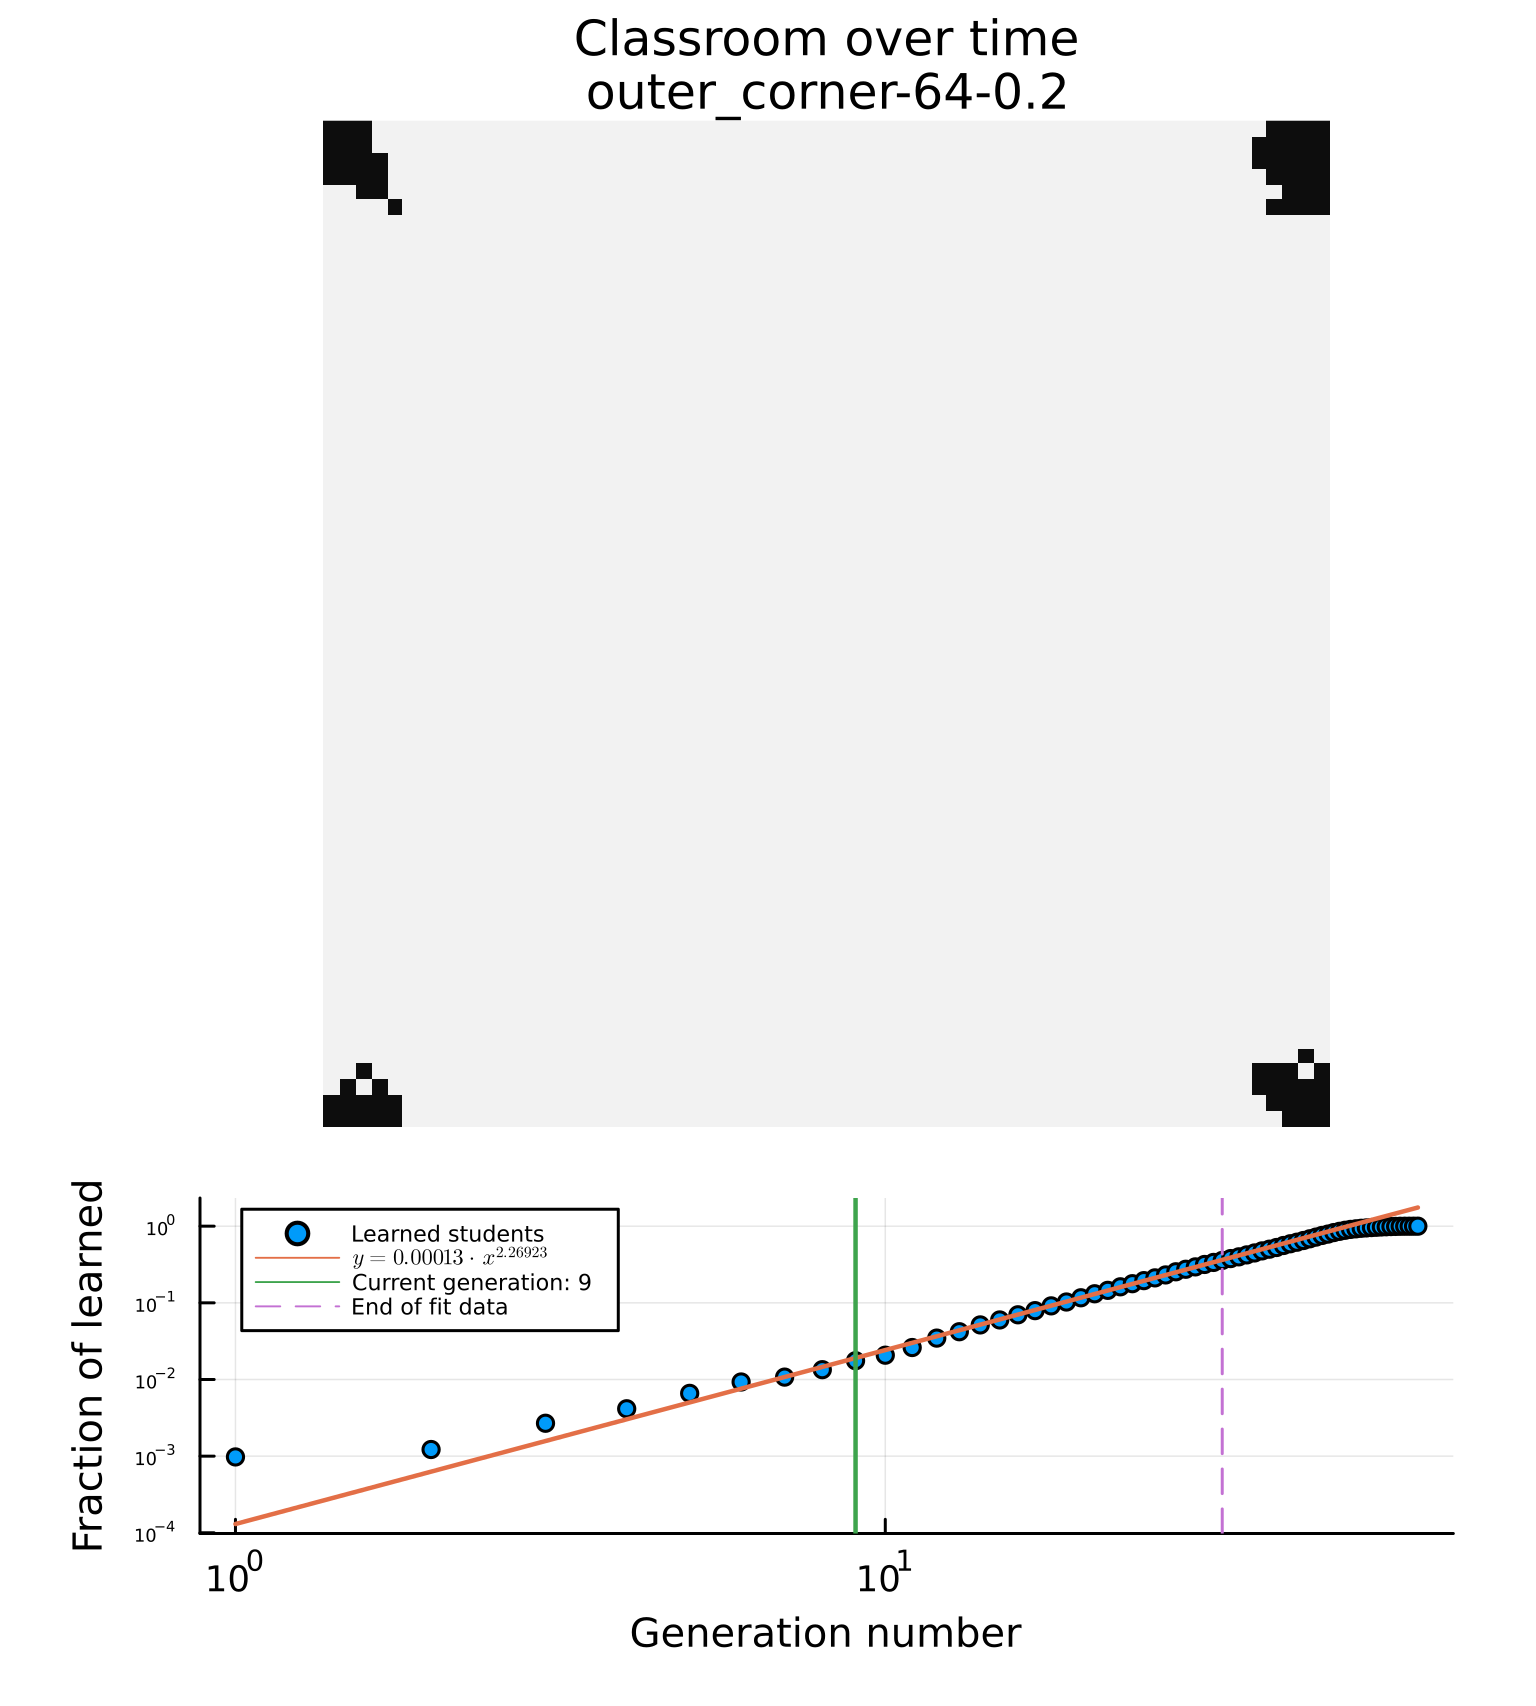 Classroom over time
outer_corner-64-0.2
Fraction of learned
10^0
10^−1
10^−2
10^−3
10^−4
Learned students
y = 0.00013 · x^2.26923
Current generation: 9
End of fit data
10^0
10^1
Generation number